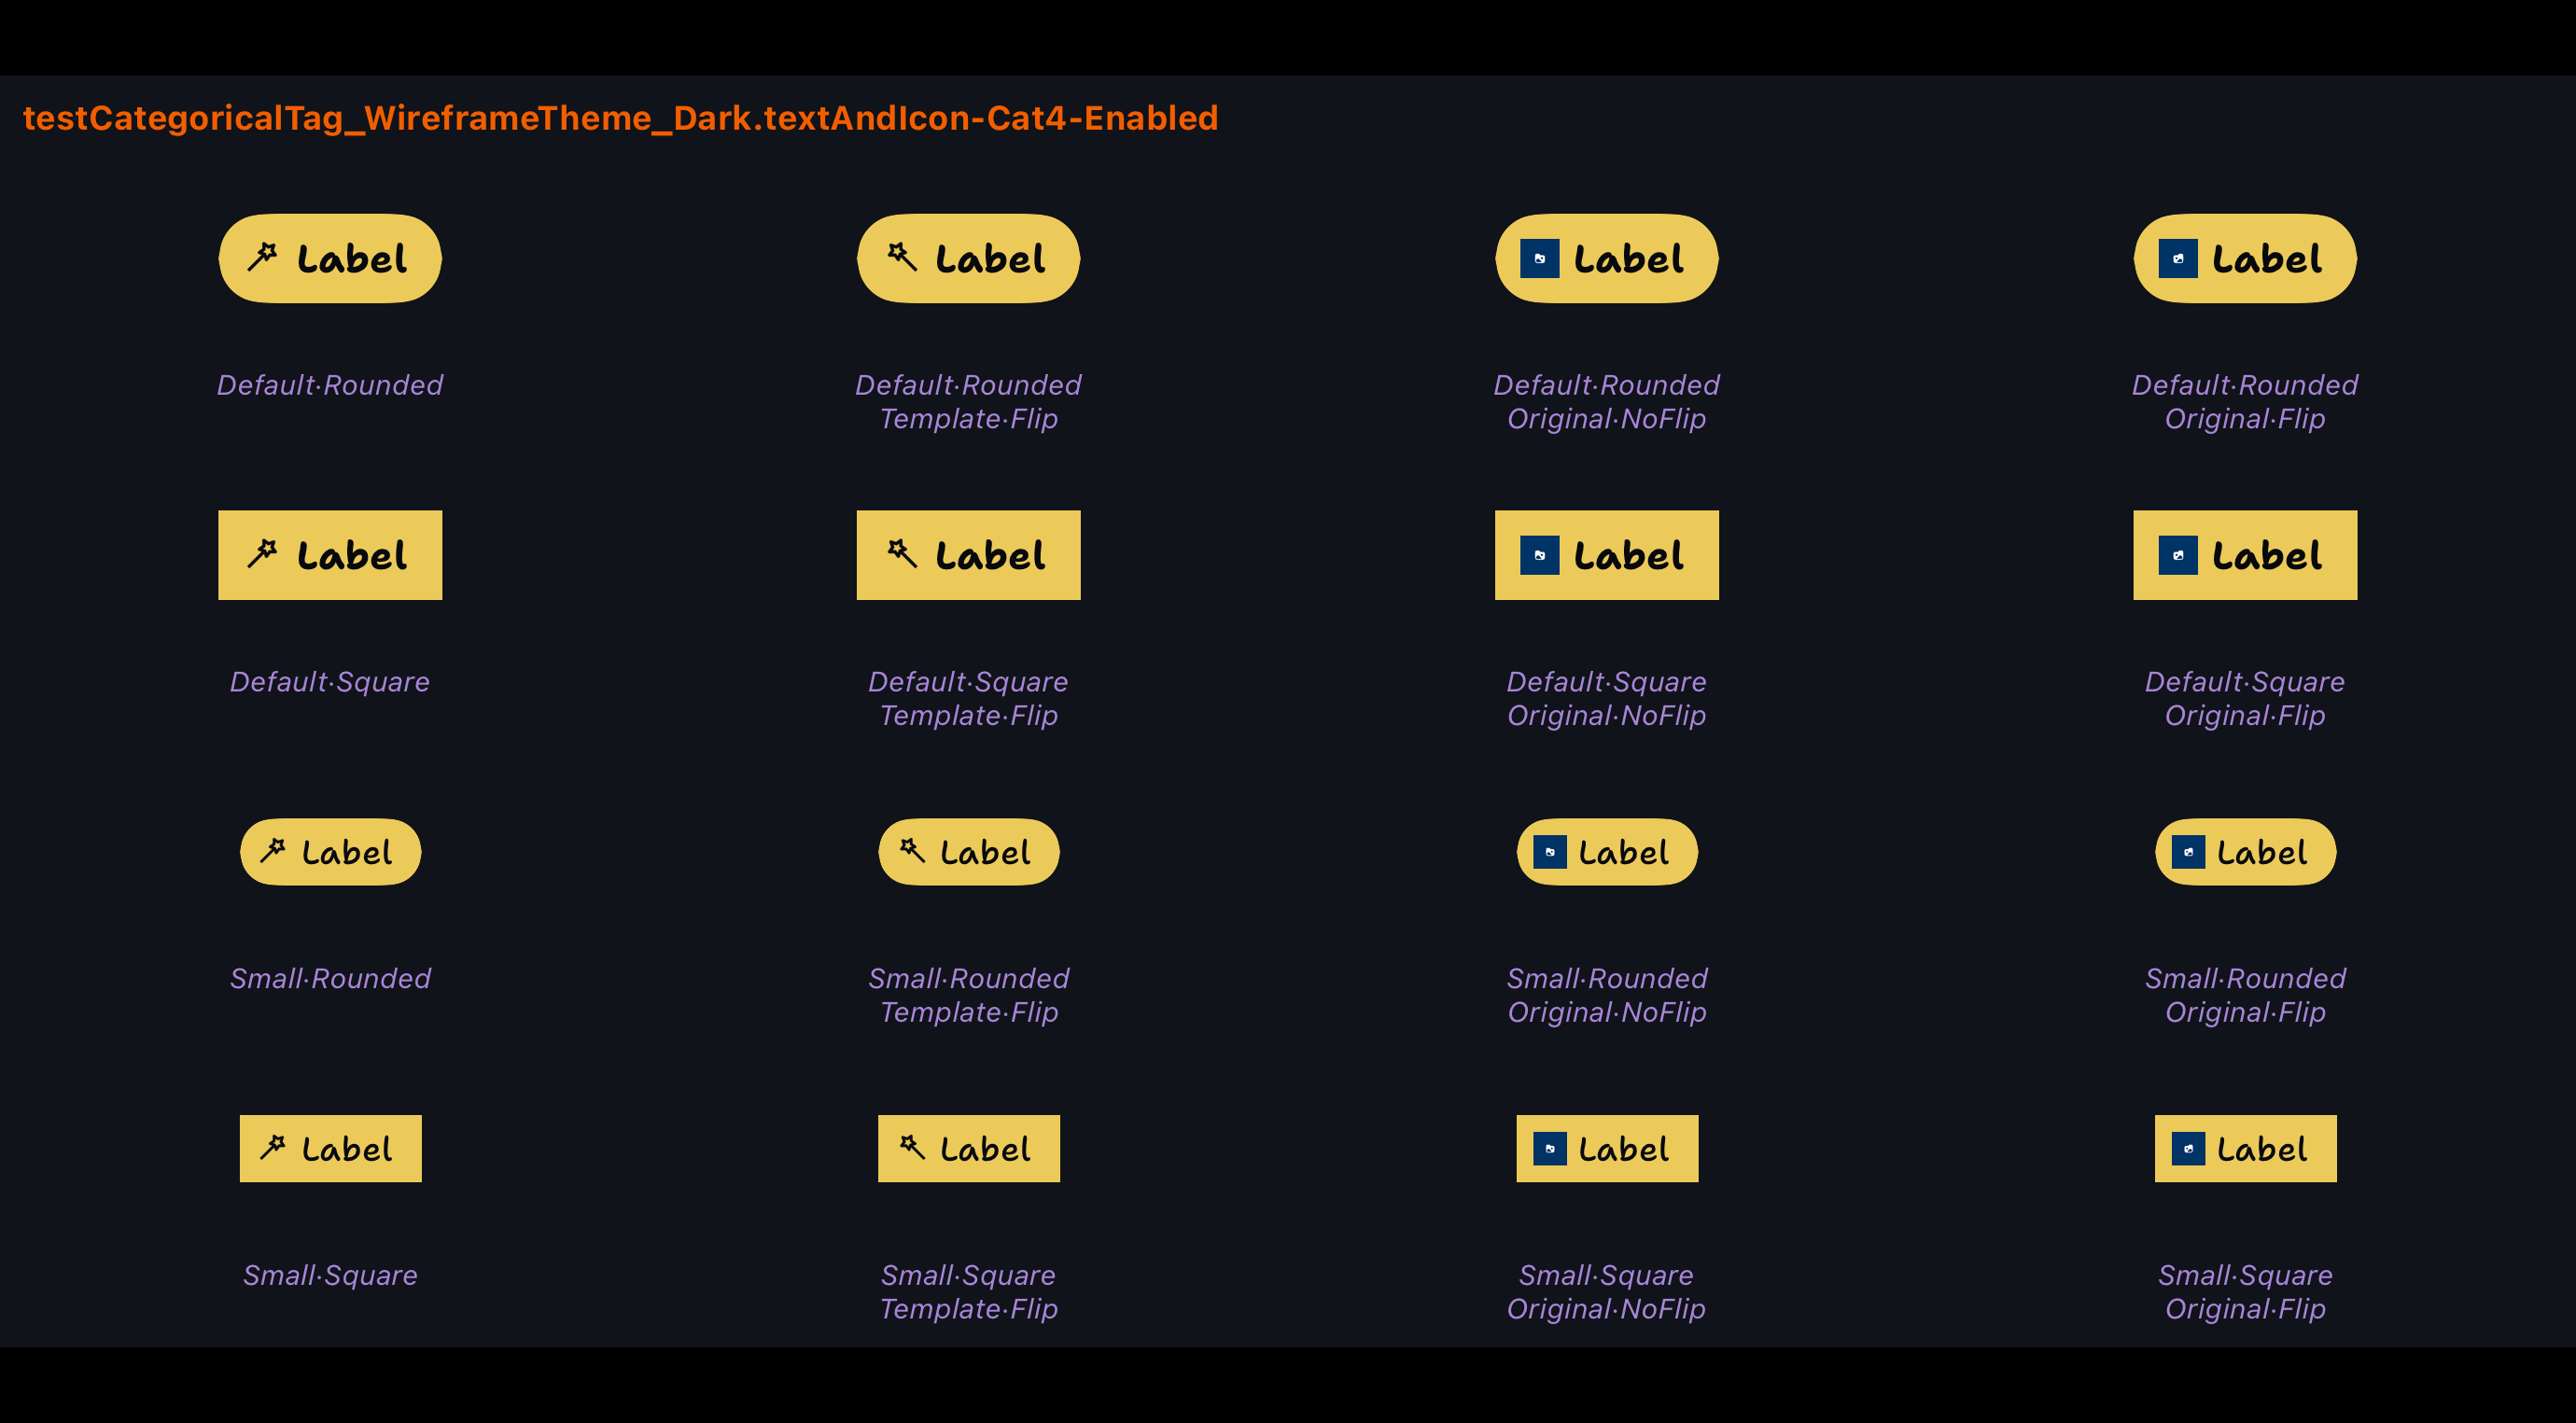 testCategoricalTag_WireframeTheme_Dark.textAndIcon-Cat4-Enabled
Label Label Label Label
Default·Rounded Default·Rounded Default·Rounded Default·Rounded
Template·Flip Original·NoFlip Original·Flip
Label Label Label Label
Default·Square Default·Square Default·Square Default·Square
Template·Flip Original·NoFlip Original·Flip
Label Label Label Label
Small·Rounded Small·Rounded Small·Rounded Small·Rounded
Template·Flip Original·NoFlip Original·Flip
Label Label Label Label
Small·Square Small·Square Small·Square Small·Square
Template·Flip Original·NoFlip Original·Flip